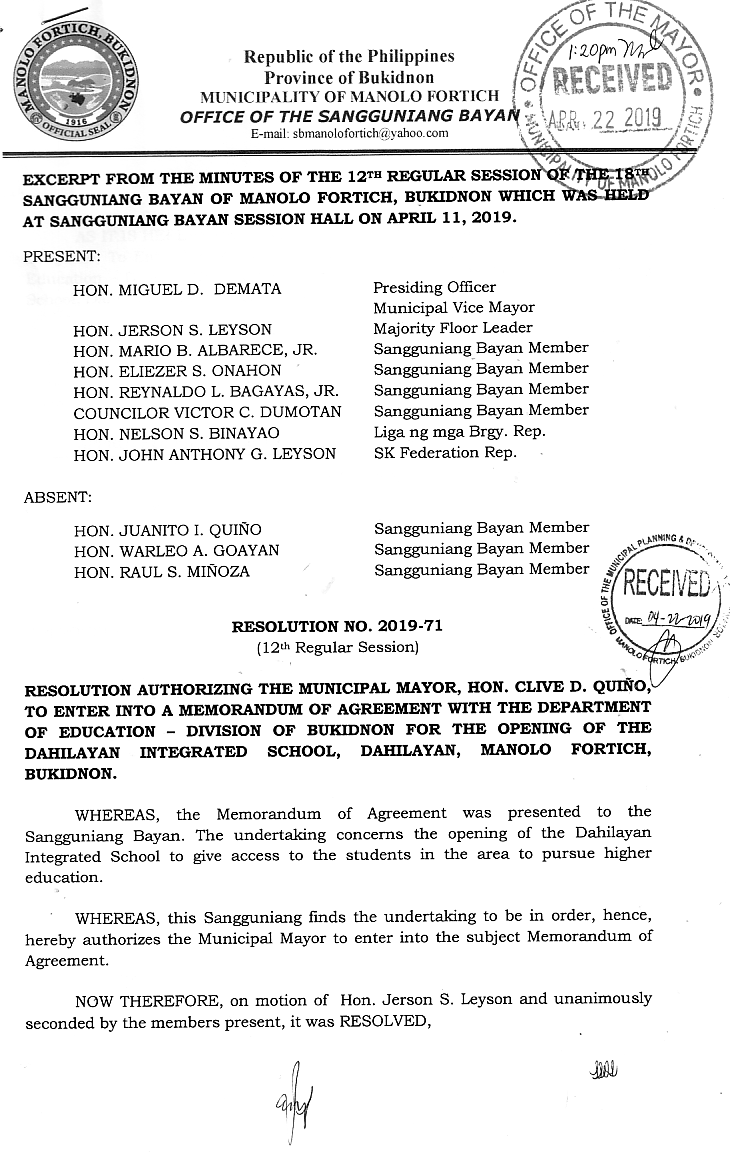 MANOLO FORTICH, BUKIDNON
1916
OFFICIAL SEAL
Republic of the Philippines
Province of Bukidnon
MUNICIPALITY OF MANOLO FORTICH
OFFICE OF THE SANGGUNIANG BAYAN
E-mail: sbmanolofortich@yahoo.com
OFFICE OF THE MAYOR
1:20pm
RECEIVED
APR. 22 2019
MUNICIPALITY OF MANOLO FORTICH
EXCERPT FROM THE MINUTES OF THE 12TH REGULAR SESSION OF THE 18TH
SANGGUNIANG BAYAN OF MANOLO FORTICH, BUKIDNON WHICH WAS HELD
AT SANGGUNIANG BAYAN SESSION HALL ON APRIL 11, 2019.
PRESENT:
HON. MIGUEL D. DEMATA Presiding Officer
Municipal Vice Mayor
HON. JERSON S. LEYSON Majority Floor Leader
HON. MARIO B. ALBARECE, JR. Sangguniang Bayan Member
HON. ELIEZER S. ONAHON Sangguniang Bayan Member
HON. REYNALDO L. BAGAYAS, JR. Sangguniang Bayan Member
COUNCILOR VICTOR C. DUMOTAN Sangguniang Bayan Member
HON. NELSON S. BINAYAO Liga ng mga Brgy. Rep.
HON. JOHN ANTHONY G. LEYSON SK Federation Rep.
ABSENT:
HON. JUANITO I. QUIÑO Sangguniang Bayan Member
HON. WARLEO A. GOAYAN Sangguniang Bayan Member
HON. RAUL S. MIÑOZA Sangguniang Bayan Member
OFFICE OF THE MUNICIPAL PLANNING &
RECEIVED
DATE: 04-22-2019
MANOLO FORTICH, BUKIDNON
RESOLUTION NO. 2019-71
(12th Regular Session)
RESOLUTION AUTHORIZING THE MUNICIPAL MAYOR, HON. CLIVE D. QUIÑO,
TO ENTER INTO A MEMORANDUM OF AGREEMENT WITH THE DEPARTMENT
OF EDUCATION – DIVISION OF BUKIDNON FOR THE OPENING OF THE
DAHILAYAN INTEGRATED SCHOOL, DAHILAYAN, MANOLO FORTICH,
BUKIDNON.
WHEREAS, the Memorandum of Agreement was presented to the
Sangguniang Bayan. The undertaking concerns the opening of the Dahilayan
Integrated School to give access to the students in the area to pursue higher
education.
WHEREAS, this Sangguniang finds the undertaking to be in order, hence,
hereby authorizes the Municipal Mayor to enter into the subject Memorandum of
Agreement.
NOW THEREFORE, on motion of Hon. Jerson S. Leyson and unanimously
seconded by the members present, it was RESOLVED,